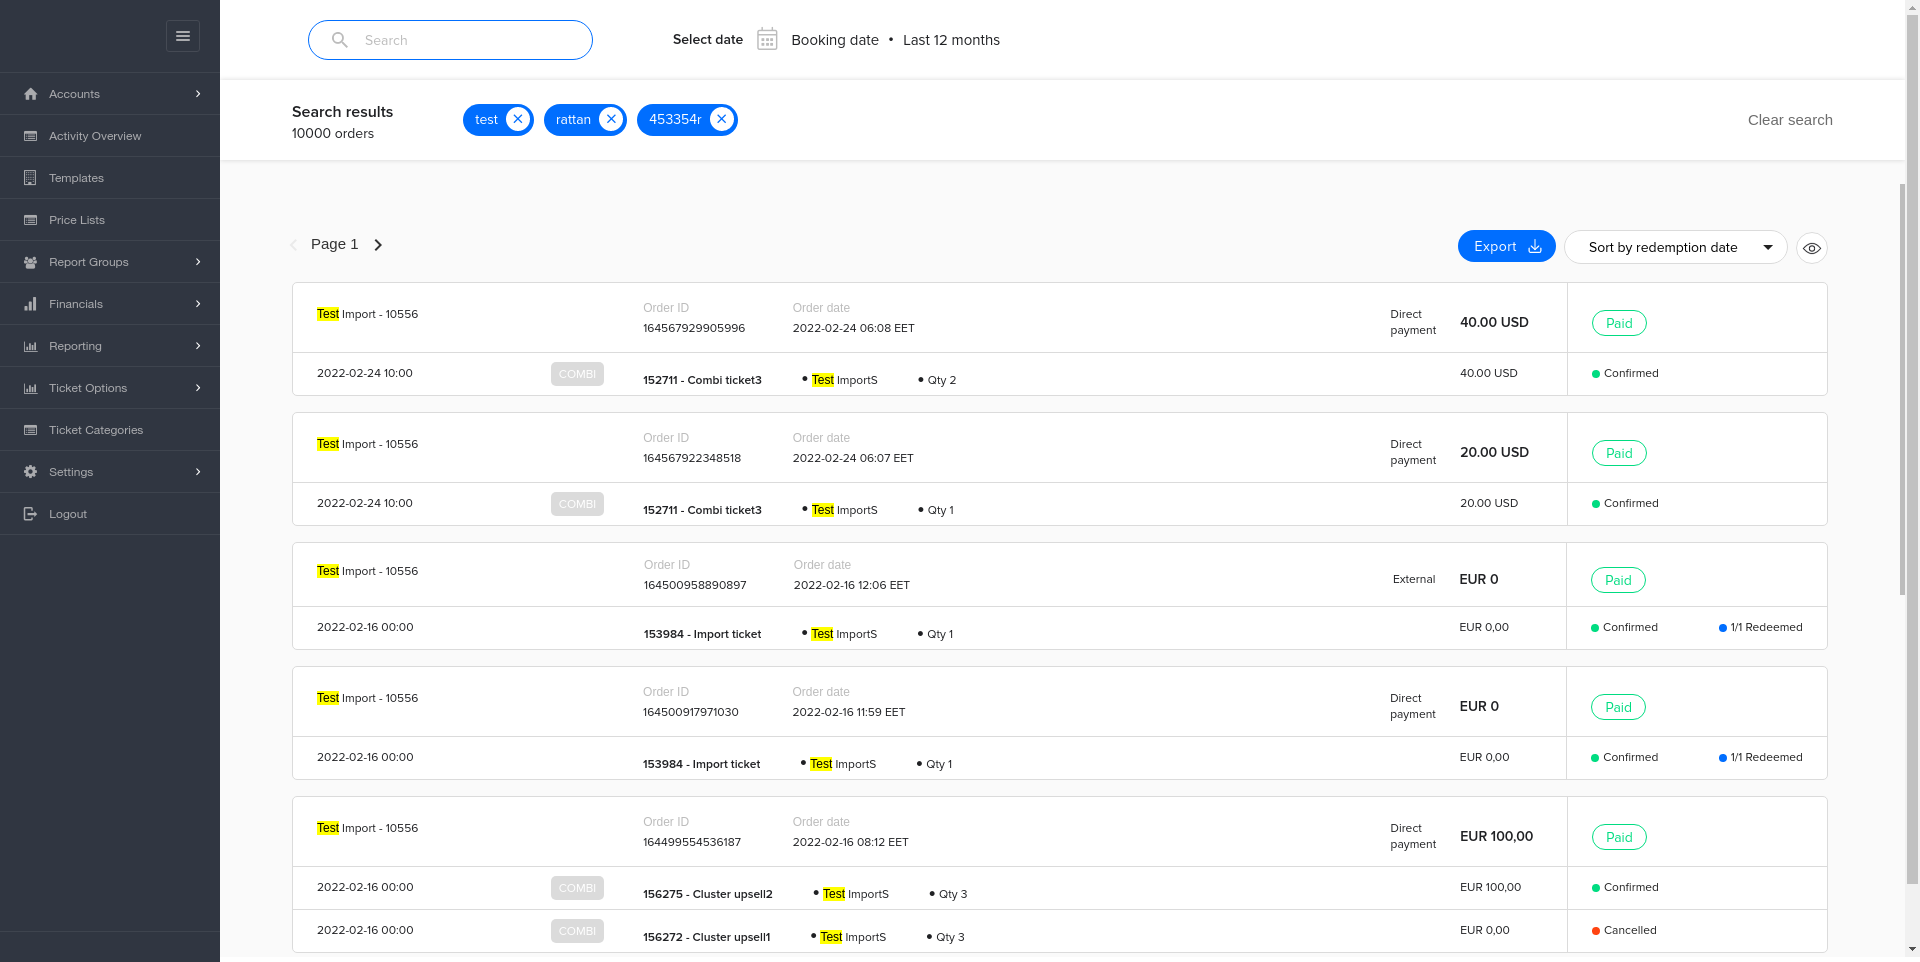 Search
Select date
Booking date • Last 12 months
Accounts
Activity Overview
Templates
Price Lists
Report Groups
Financials
Reporting
Ticket Options
Ticket Categories
Settings
Logout
Search results
10000 orders
test
rattan
453354r
Clear search
Page 1
Export
Sort by redemption date
Test Import - 10556
Order ID
164567929905996
Order date
2022-02-24 06:08 EET
Direct
payment
40.00 USD
Paid
2022-02-24 10:00
COMBI
152711 - Combi ticket3 • Test ImportS • Qty 2
40.00 USD
Confirmed
Test Import - 10556
Order ID
164567922348518
Order date
2022-02-24 06:07 EET
Direct
payment
20.00 USD
Paid
2022-02-24 10:00
COMBI
152711 - Combi ticket3 • Test ImportS • Qty 1
20.00 USD
Confirmed
Test Import - 10556
Order ID
164500958890897
Order date
2022-02-16 12:06 EET
External
EUR 0
Paid
2022-02-16 00:00
153984 - Import ticket • Test ImportS • Qty 1
EUR 0,00
Confirmed
1/1 Redeemed
Test Import - 10556
Order ID
164500917971030
Order date
2022-02-16 11:59 EET
Direct
payment
EUR 0
Paid
2022-02-16 00:00
153984 - Import ticket • Test ImportS • Qty 1
EUR 0,00
Confirmed
1/1 Redeemed
Test Import - 10556
Order ID
164499554536187
Order date
2022-02-16 08:12 EET
Direct
payment
EUR 100,00
Paid
2022-02-16 00:00
COMBI
156275 - Cluster upsell2 • Test ImportS • Qty 3
EUR 100,00
Confirmed
2022-02-16 00:00
COMBI
156272 - Cluster upsell1 • Test ImportS • Qty 3
EUR 0,00
Cancelled